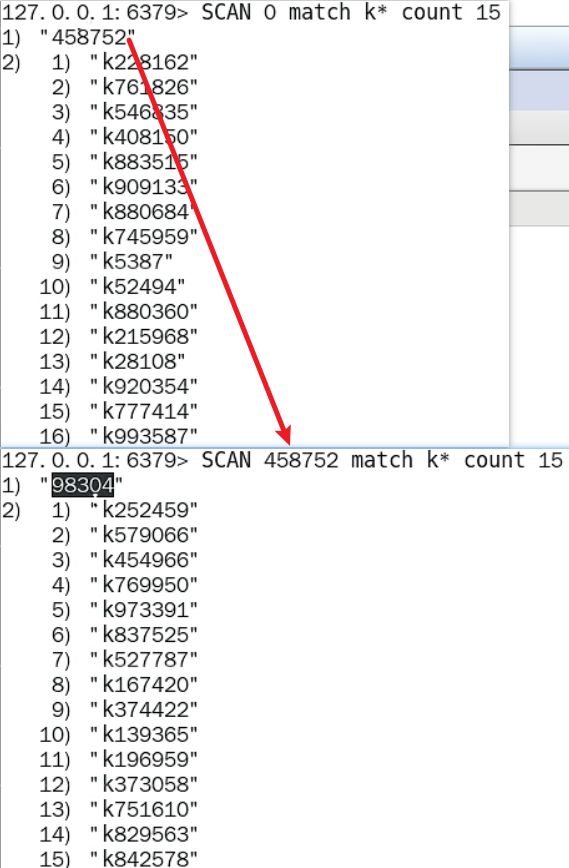 127.0.0.1:6379> SCAN 0 match k* count 15
1) "458752"
2) 1) "k228162"
2) "k761826"
3) "k546835"
4) "k408150"
5) "k883515"
6) "k909133"
7) "k880684"
8) "k745959"
9) "k5387"
10) "k52494"
11) "k880360"
12) "k215968"
13) "k28108"
14) "k920354"
15) "k777414"
16) "k993587"
127.0.0.1:6379> SCAN 458752 match k* count 15
1) "98304"
2) 1) "k252459"
2) "k579066"
3) "k454966"
4) "k769950"
5) "k973391"
6) "k837525"
7) "k527787"
8) "k167420"
9) "k374422"
10) "k139365"
11) "k196959"
12) "k373058"
13) "k751610"
14) "k829563"
15) "k842578"